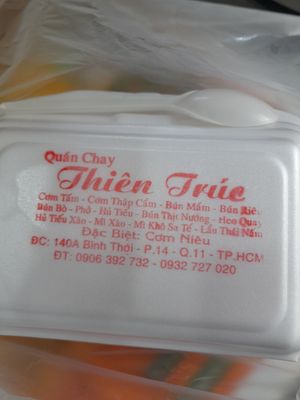 Quán Chay
Thiên Trúc
Cơm Tấm - Cơm Thập Cẩm - Bún Mắm - Bún Riêu
Bún Bò - Phở - Hủ Tiếu - Bún Thịt Nướng - Heo Quay
Hủ Tiếu Xào - Mì Xào - Mì Khô Sa Tế - Lẩu Thái Nấm
Đặc Biệt: Cơm Niêu
ĐC: 140A Bình Thới - P.14 - Q.11 - TP.HCM
ĐT: 0906 392 732 - 0932 727 020